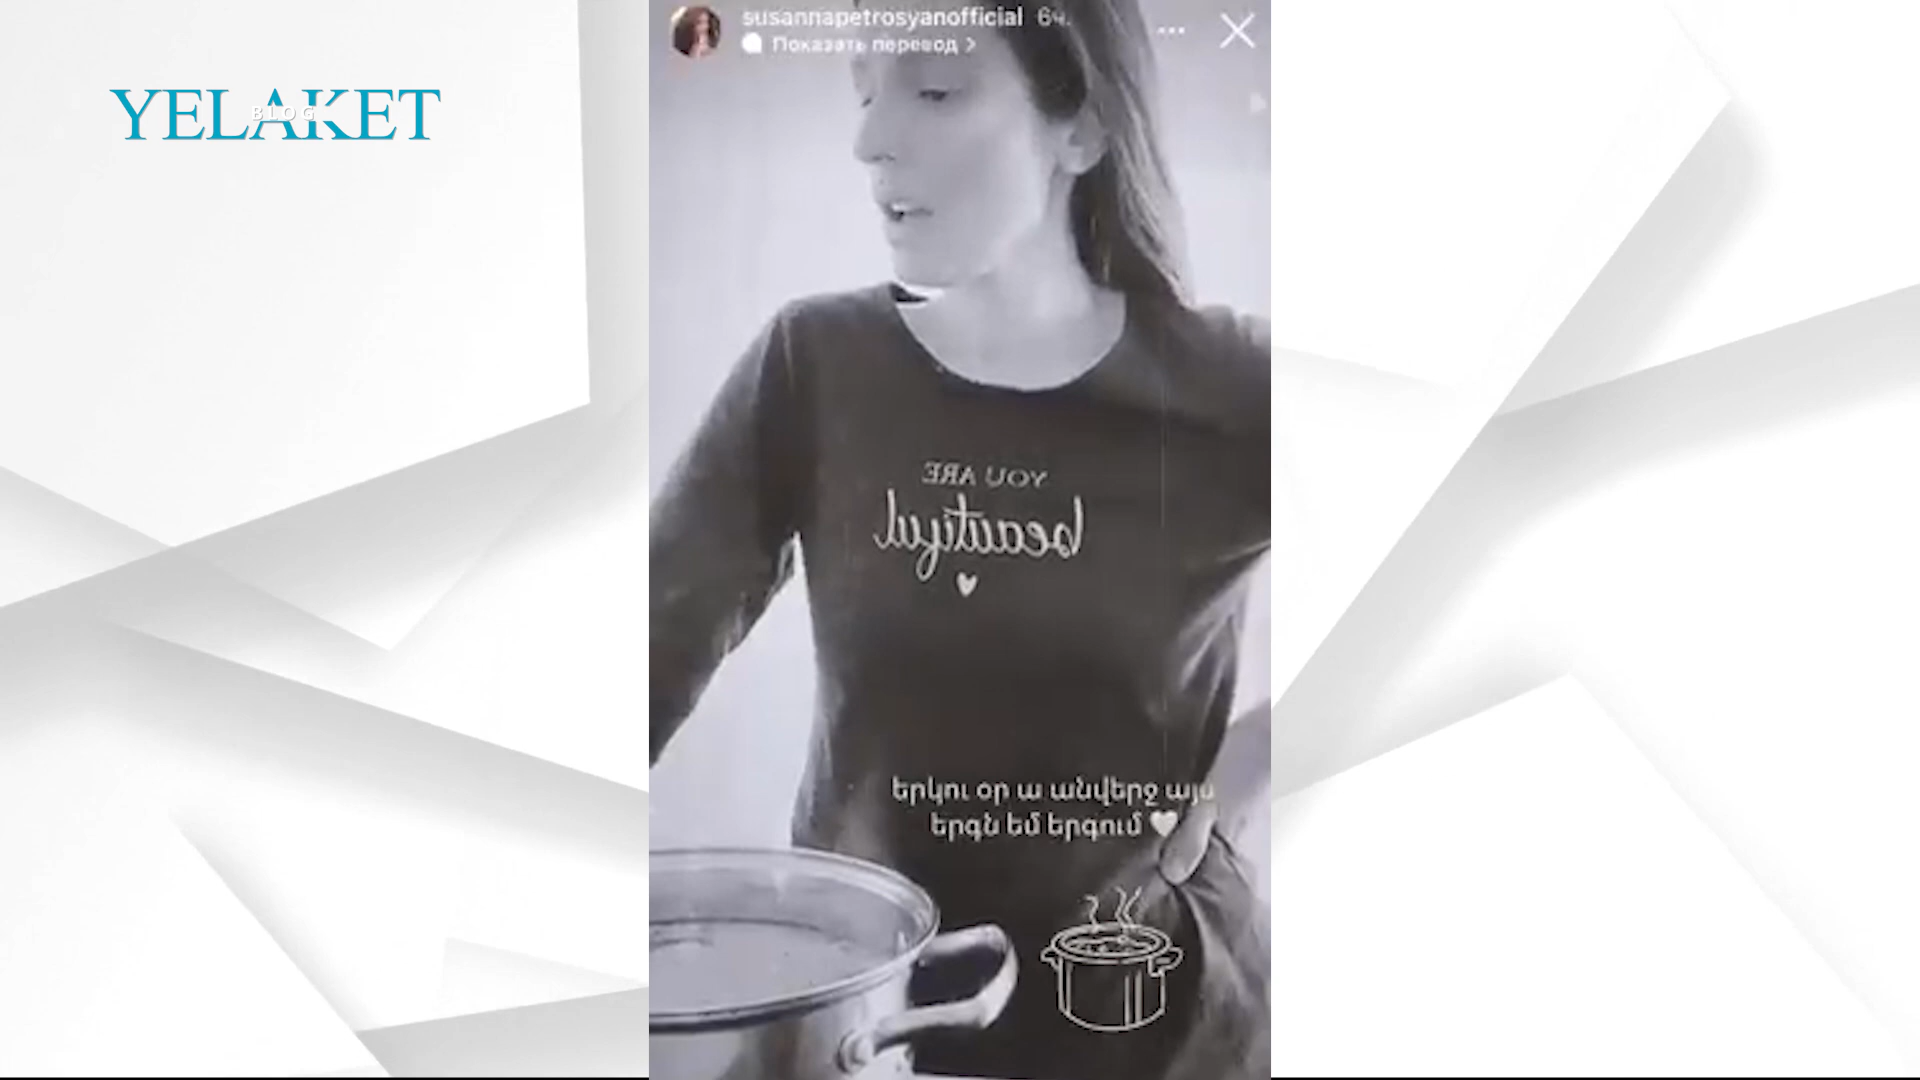 YELAKET
BLOG
susannapetrosyanofficial 6ч.
Показать перевод
YOU ARE
beautiful
երկու օր ա անվերջ այս
երգն եմ երգում